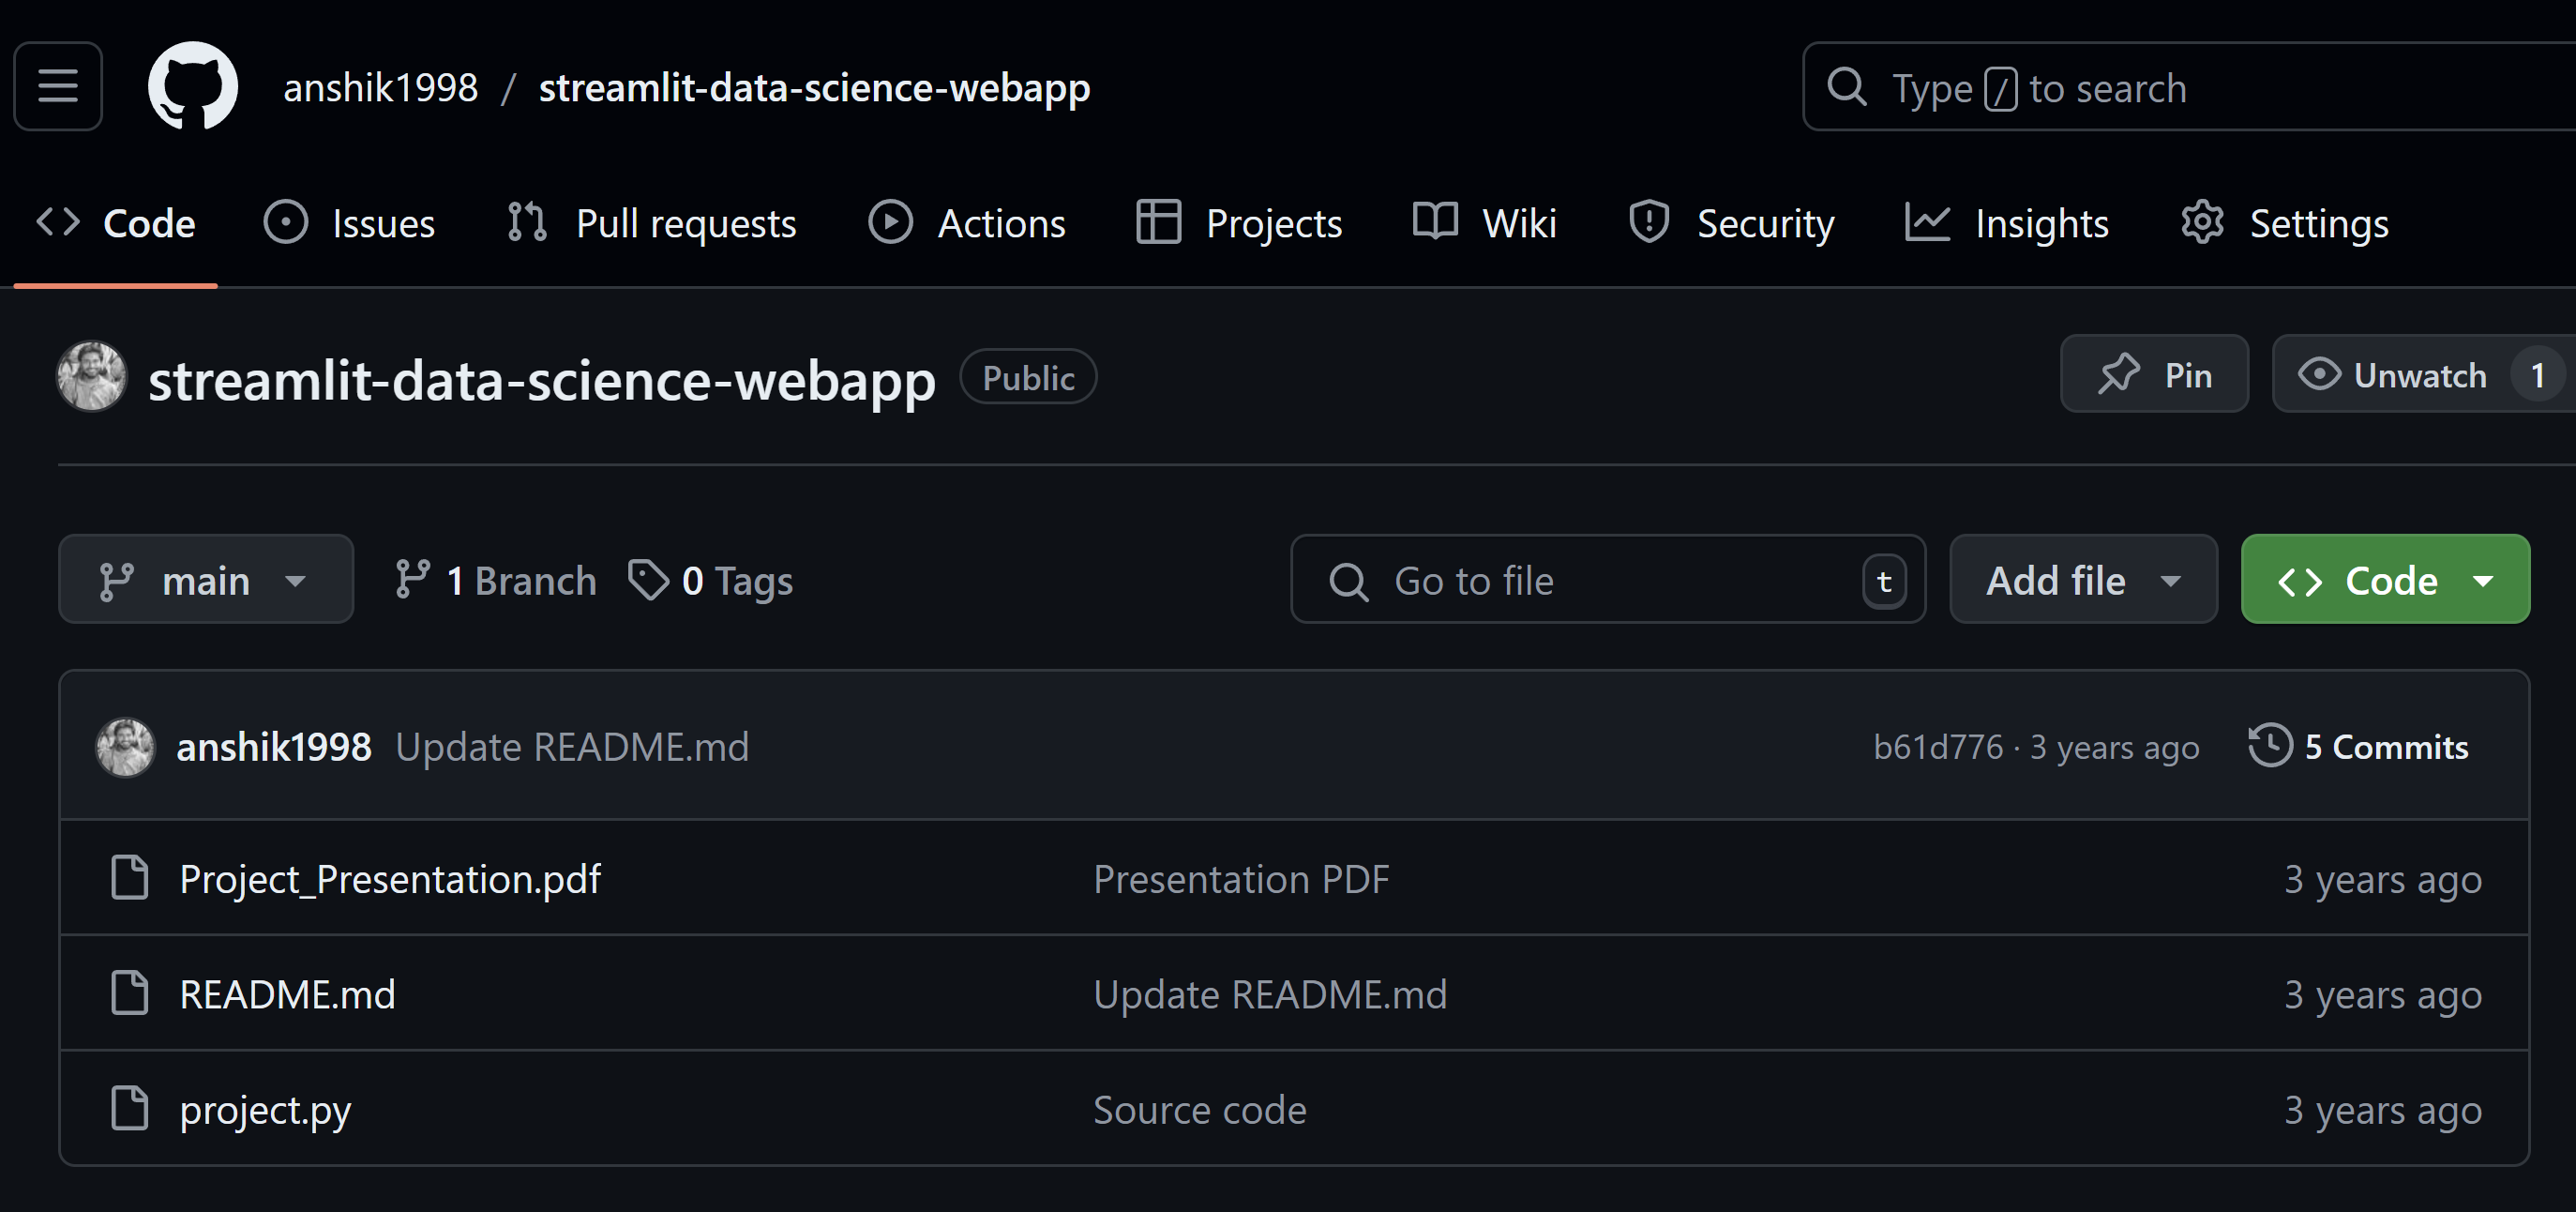 anshik1998 / streamlit-data-science-webapp Type / to search
Code Issues Pull requests Actions Projects Wiki Security Insights Settings
streamlit-data-science-webapp Public Pin Unwatch 1
main 1 Branch 0 Tags Go to file t Add file Code
anshik1998 Update README.md b61d776 · 3 years ago 5 Commits
Project_Presentation.pdf Presentation PDF 3 years ago
README.md Update README.md 3 years ago
project.py Source code 3 years ago